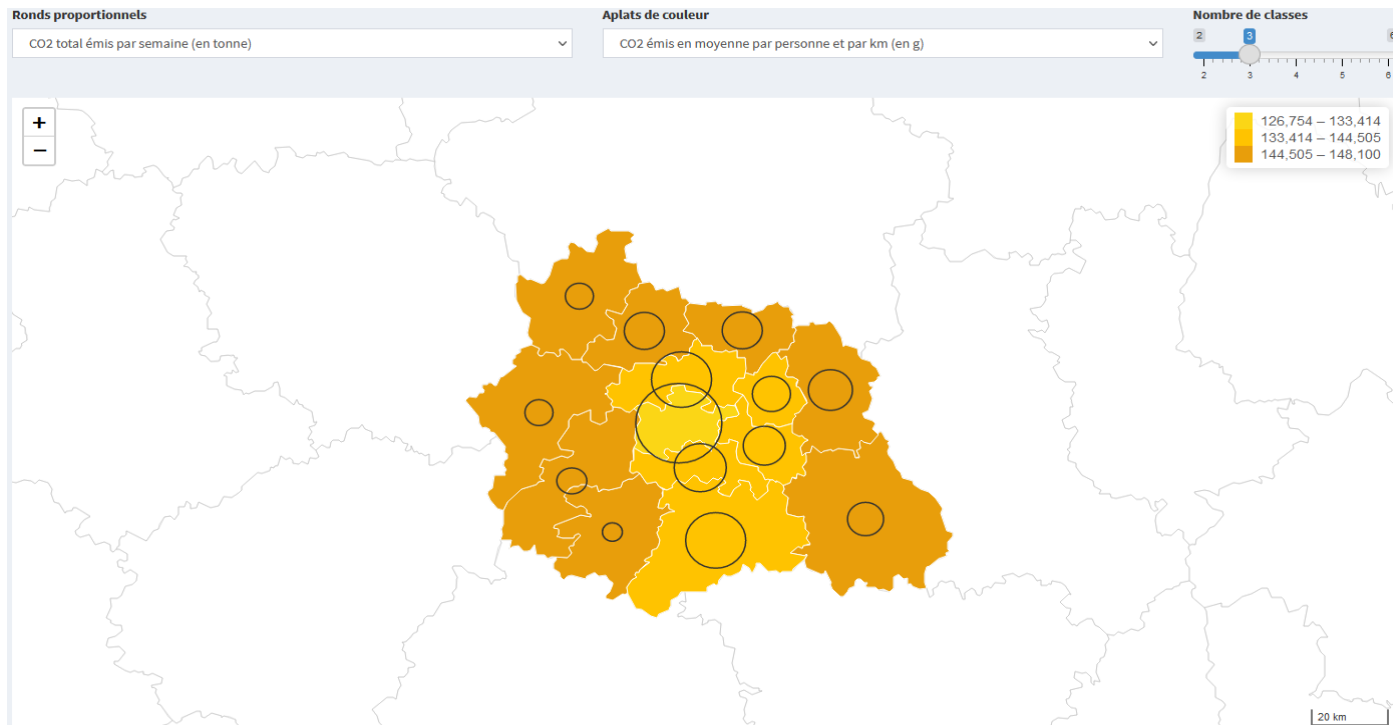 Ronds proportionnels
Aplats de couleur
Nombre de classes
CO2 total émis par semaine (en tonne)
CO2 émis en moyenne par personne et par km (en g)
2 3 6
2 3 4 5 6
+
−
126,754 – 133,414
133,414 – 144,505
144,505 – 148,100
20 km